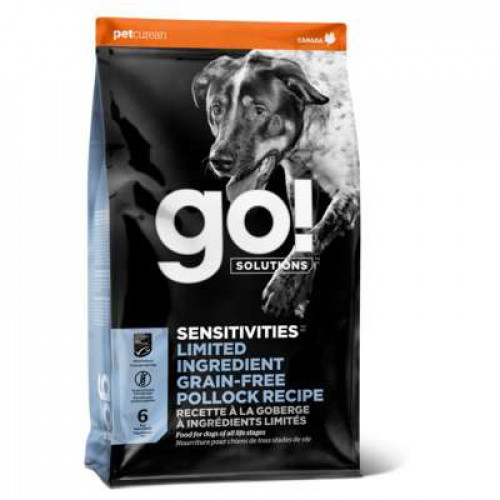 petcurean
CANADA
go!
SOLUTIONS
SENSITIVITIES
LIMITED
INGREDIENT
GRAIN-FREE
POLLOCK RECIPE
RECETTE À LA GOBERGE
À INGRÉDIENTS LIMITÉS
Food for dogs of all life stages
Nourriture pour chiens de tous stades de vie
6